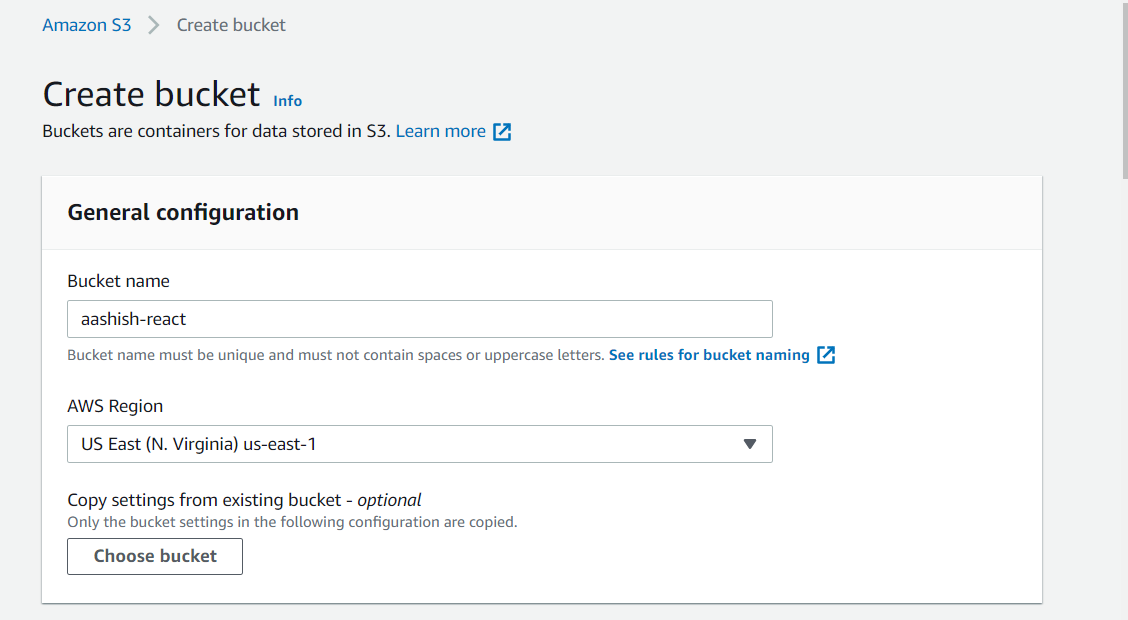 Amazon S3 Create bucket
Create bucket Info
Buckets are containers for data stored in S3. Learn more
General configuration
Bucket name
aashish-react
Bucket name must be unique and must not contain spaces or uppercase letters. See rules for bucket naming
AWS Region
US East (N. Virginia) us-east-1
Copy settings from existing bucket - optional
Only the bucket settings in the following configuration are copied.
Choose bucket